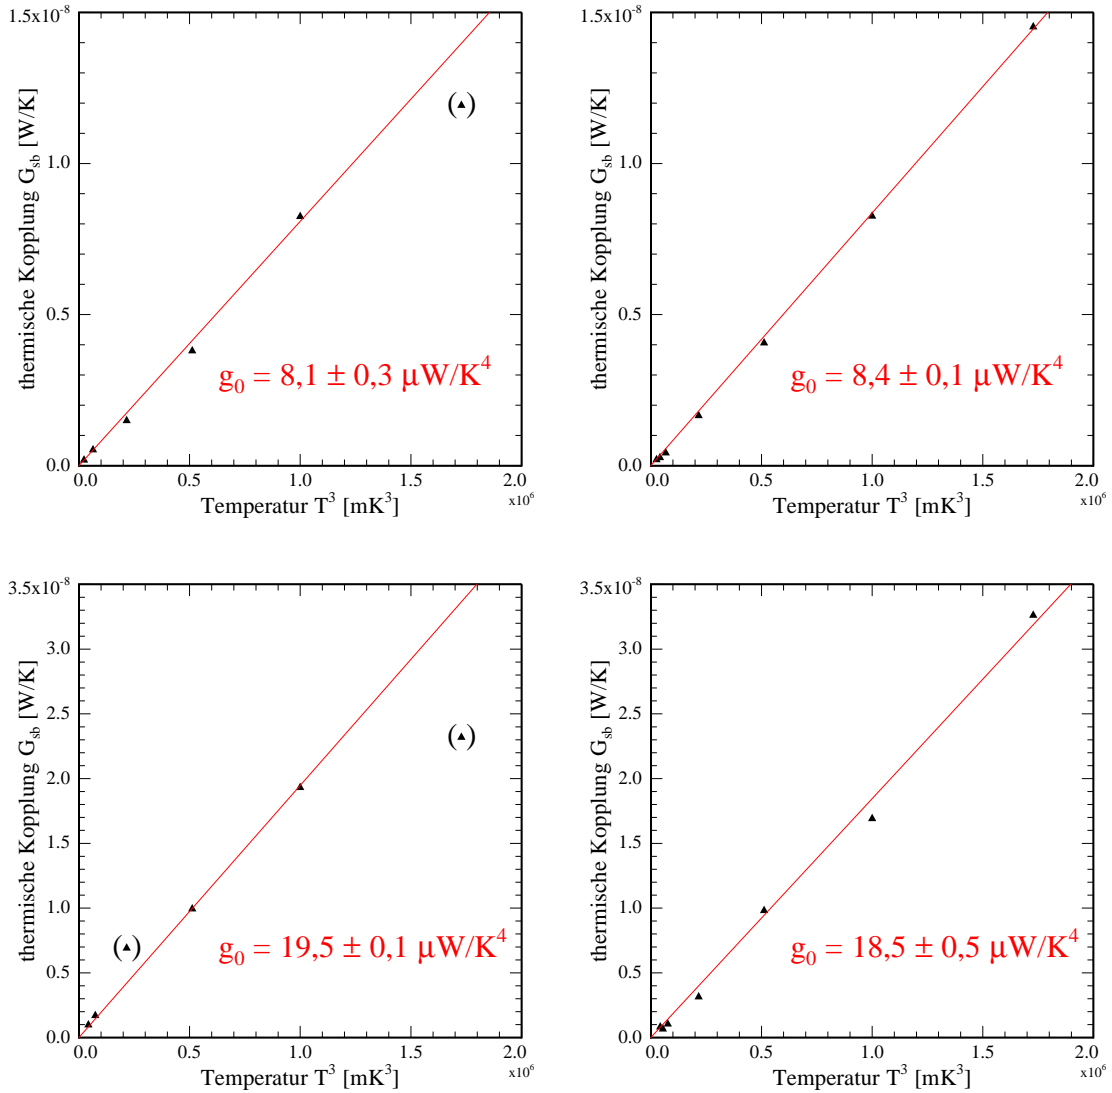 1.5x10⁻⁸
1.0
0.5
0.0
thermische Kopplung G_sb [W/K]
( )
g₀ = 8,1 ± 0,3 µW/K⁴
0.0 0.5 1.0 1.5 2.0
x10⁶
Temperatur T³ [mK³]
1.5x10⁻⁸
1.0
0.5
0.0
thermische Kopplung G_sb [W/K]
g₀ = 8,4 ± 0,1 µW/K⁴
0.0 0.5 1.0 1.5 2.0
x10⁶
Temperatur T³ [mK³]
3.5x10⁻⁸
3.0
2.5
2.0
1.5
1.0
0.5
0.0
thermische Kopplung G_sb [W/K]
( )
( )
g₀ = 19,5 ± 0,1 µW/K⁴
0.0 0.5 1.0 1.5 2.0
x10⁶
Temperatur T³ [mK³]
3.5x10⁻⁸
3.0
2.5
2.0
1.5
1.0
0.5
0.0
thermische Kopplung G_sb [W/K]
g₀ = 18,5 ± 0,5 µW/K⁴
0.0 0.5 1.0 1.5 2.0
x10⁶
Temperatur T³ [mK³]